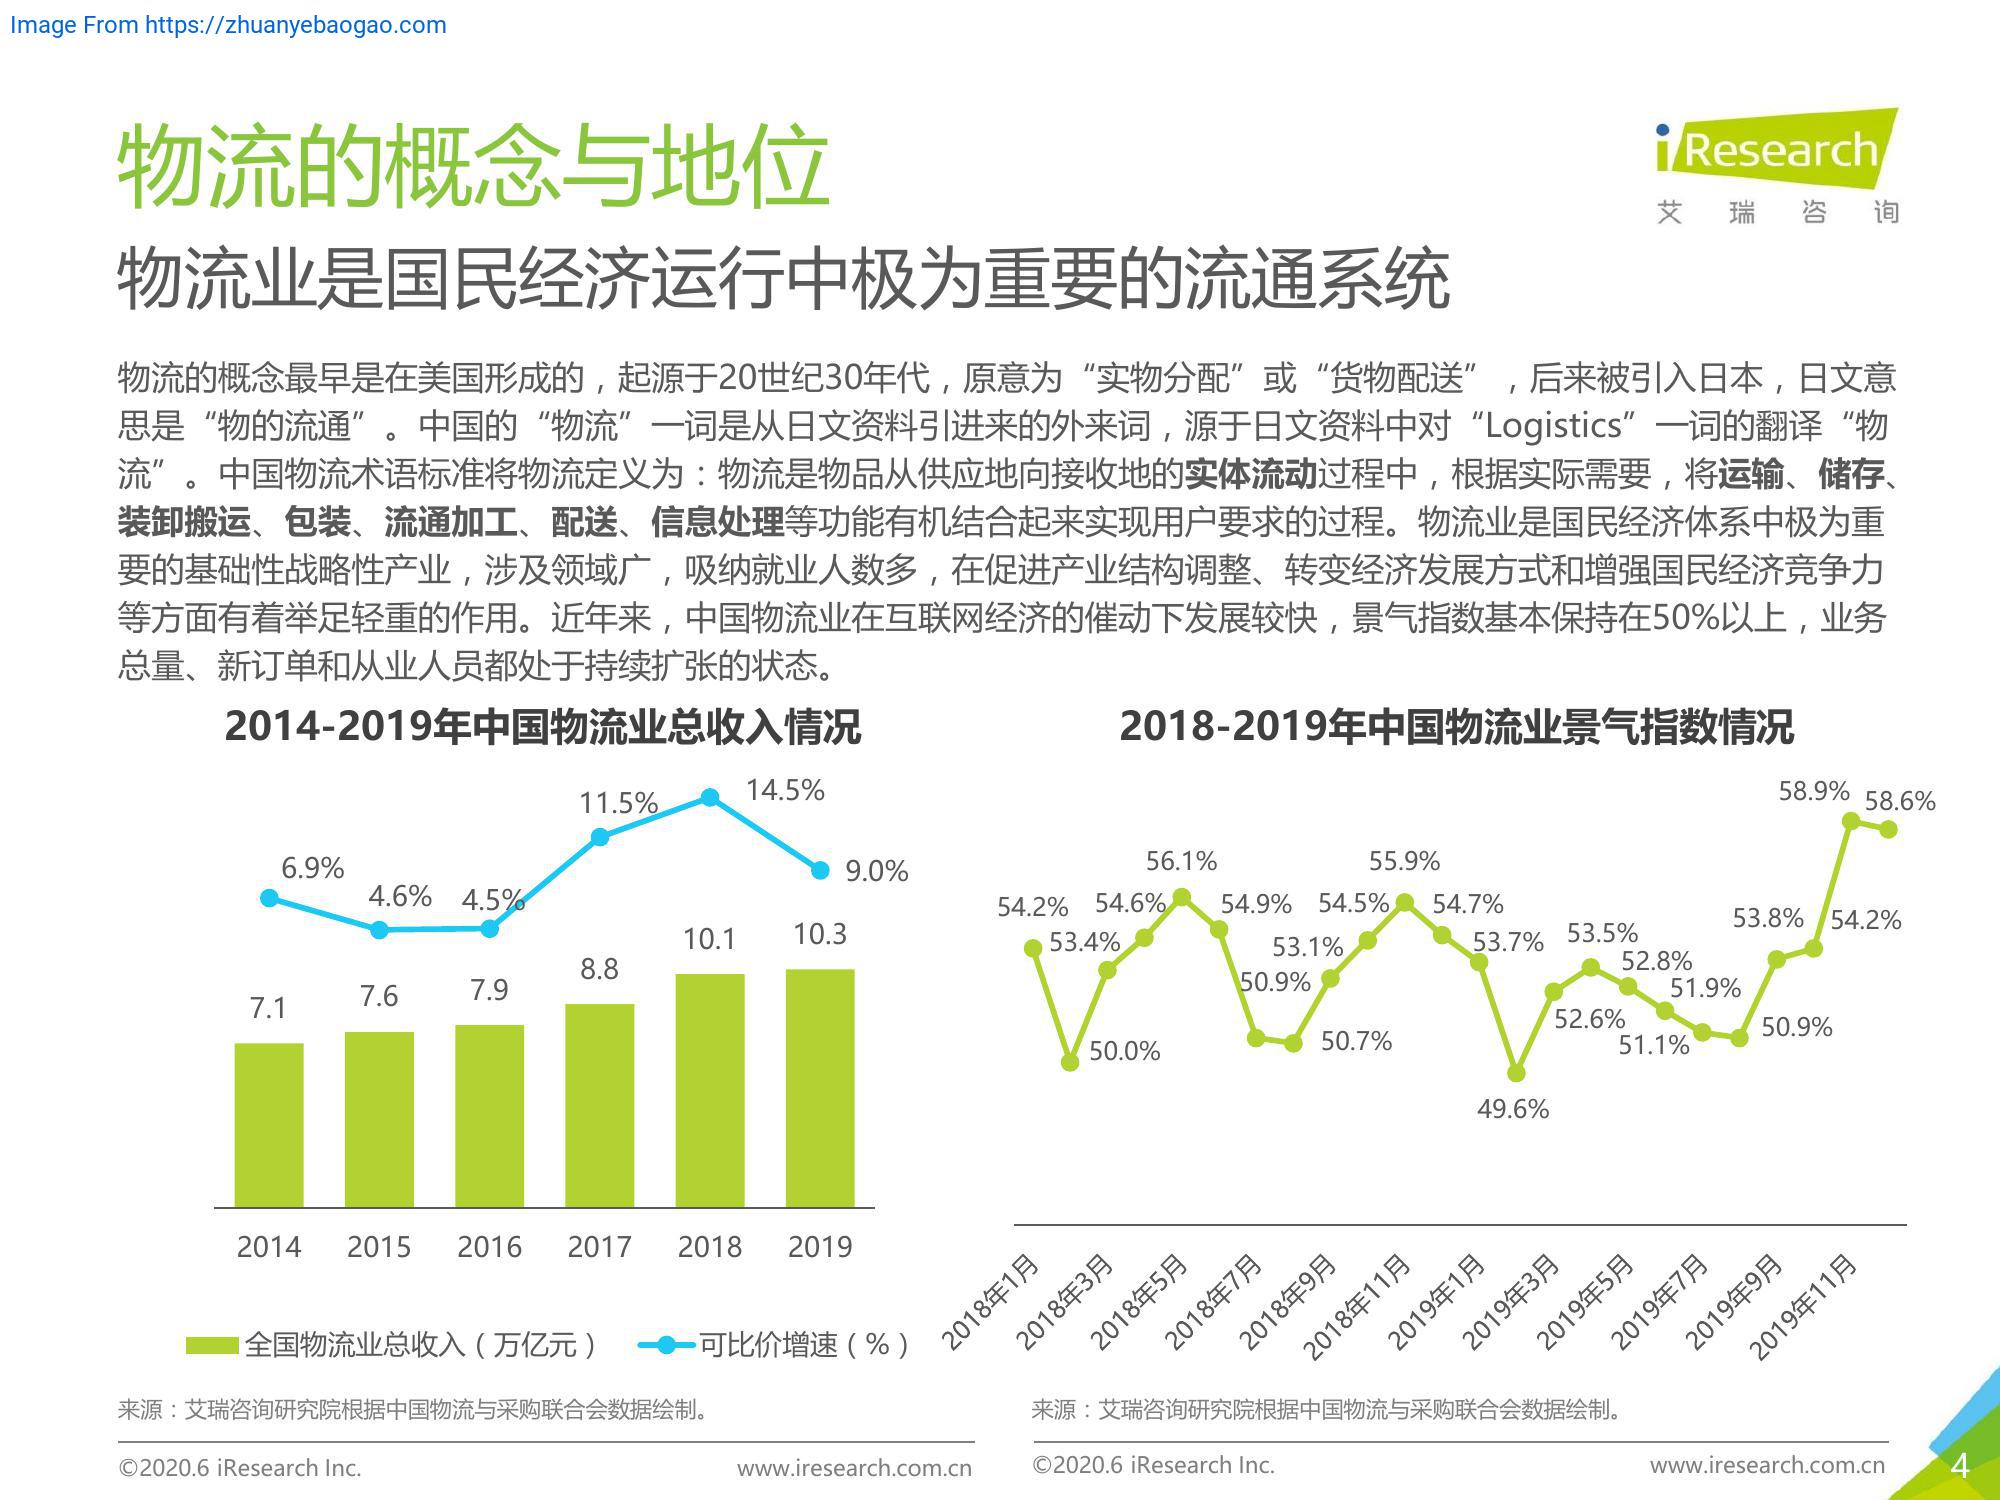 Image From https://zhuanyebaogao.com
物流的概念与地位
iResearch
艾瑞咨询
物流业是国民经济运行中极为重要的流通系统
物流的概念最早是在美国形成的，起源于20世纪30年代，原意为“实物分配”或“货物配送”，后来被引入日本，日文意
思是“物的流通”。中国的“物流”一词是从日文资料引进来的外来词，源于日文资料中对“Logistics”一词的翻译“物
流”。中国物流术语标准将物流定义为：物流是物品从供应地向接收地的实体流动过程中，根据实际需要，将运输、储存、
装卸搬运、包装、流通加工、配送、信息处理等功能有机结合起来实现用户要求的过程。物流业是国民经济体系中极为重
要的基础性战略性产业，涉及领域广，吸纳就业人数多，在促进产业结构调整、转变经济发展方式和增强国民经济竞争力
等方面有着举足轻重的作用。近年来，中国物流业在互联网经济的催动下发展较快，景气指数基本保持在50%以上，业务
总量、新订单和从业人员都处于持续扩张的状态。
2014-2019年中国物流业总收入情况
6.9%
4.6%
4.5%
11.5%
14.5%
9.0%
7.1
7.6
7.9
8.8
10.1
10.3
2014 2015 2016 2017 2018 2019
全国物流业总收入（万亿元） 可比价增速（%）
来源：艾瑞咨询研究院根据中国物流与采购联合会数据绘制。
©2020.6 iResearch Inc. www.iresearch.com.cn
2018-2019年中国物流业景气指数情况
54.2%
50.0%
53.4%
54.6%
56.1%
54.9%
50.9%
50.7%
53.1%
54.5%
55.9%
54.7%
53.7%
49.6%
52.6%
53.5%
52.8%
51.9%
51.1%
50.9%
53.8%
54.2%
58.9%
58.6%
2018年1月
2018年3月
2018年5月
2018年7月
2018年9月
2018年11月
2019年1月
2019年3月
2019年5月
2019年7月
2019年9月
2019年11月
来源：艾瑞咨询研究院根据中国物流与采购联合会数据绘制。
©2020.6 iResearch Inc. www.iresearch.com.cn
4